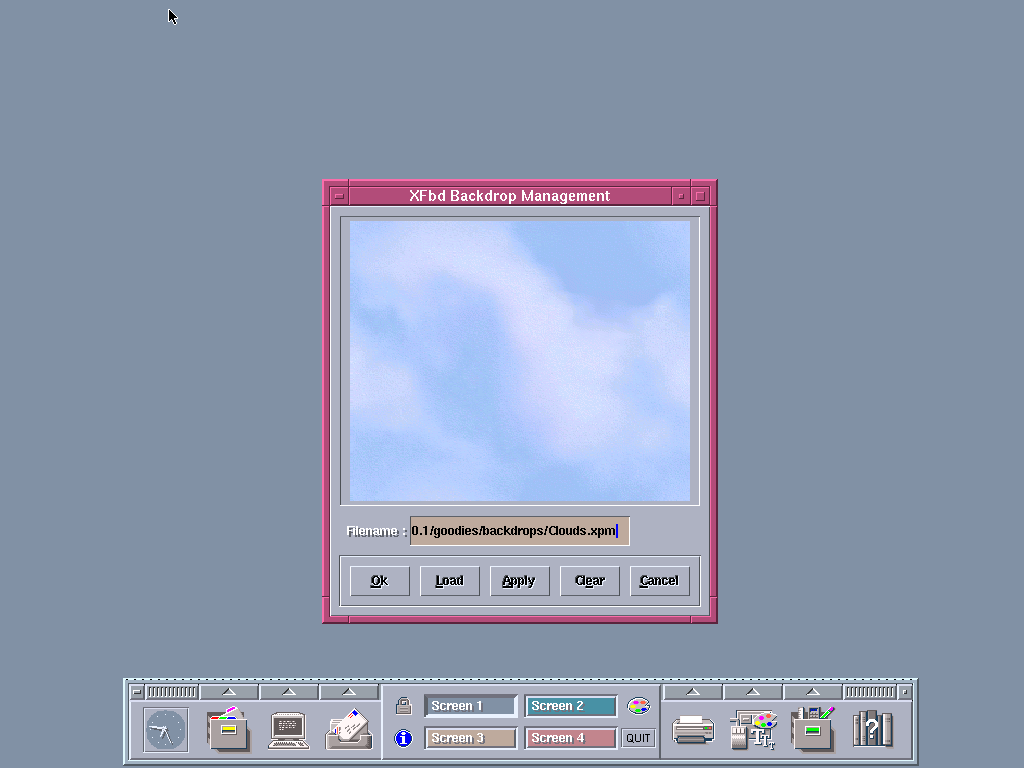 XFbd Backdrop Management
Filename :
0.1/goodies/backdrops/Clouds.xpm
Ok Load Apply Clear Cancel
Screen 1 Screen 2
Screen 3 Screen 4 QUIT